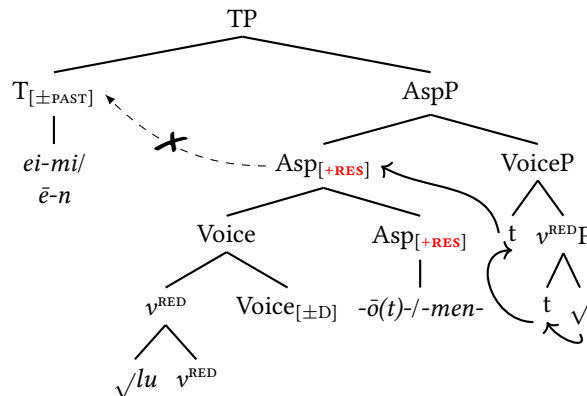 TP
T[±PAST] AspP
ei-mi/
ē-n
Asp[+RES] VoiceP
Voice Asp[+RES] t vREDP
vRED Voice[±D] -ō(t)-/-men- t √
√lu vRED